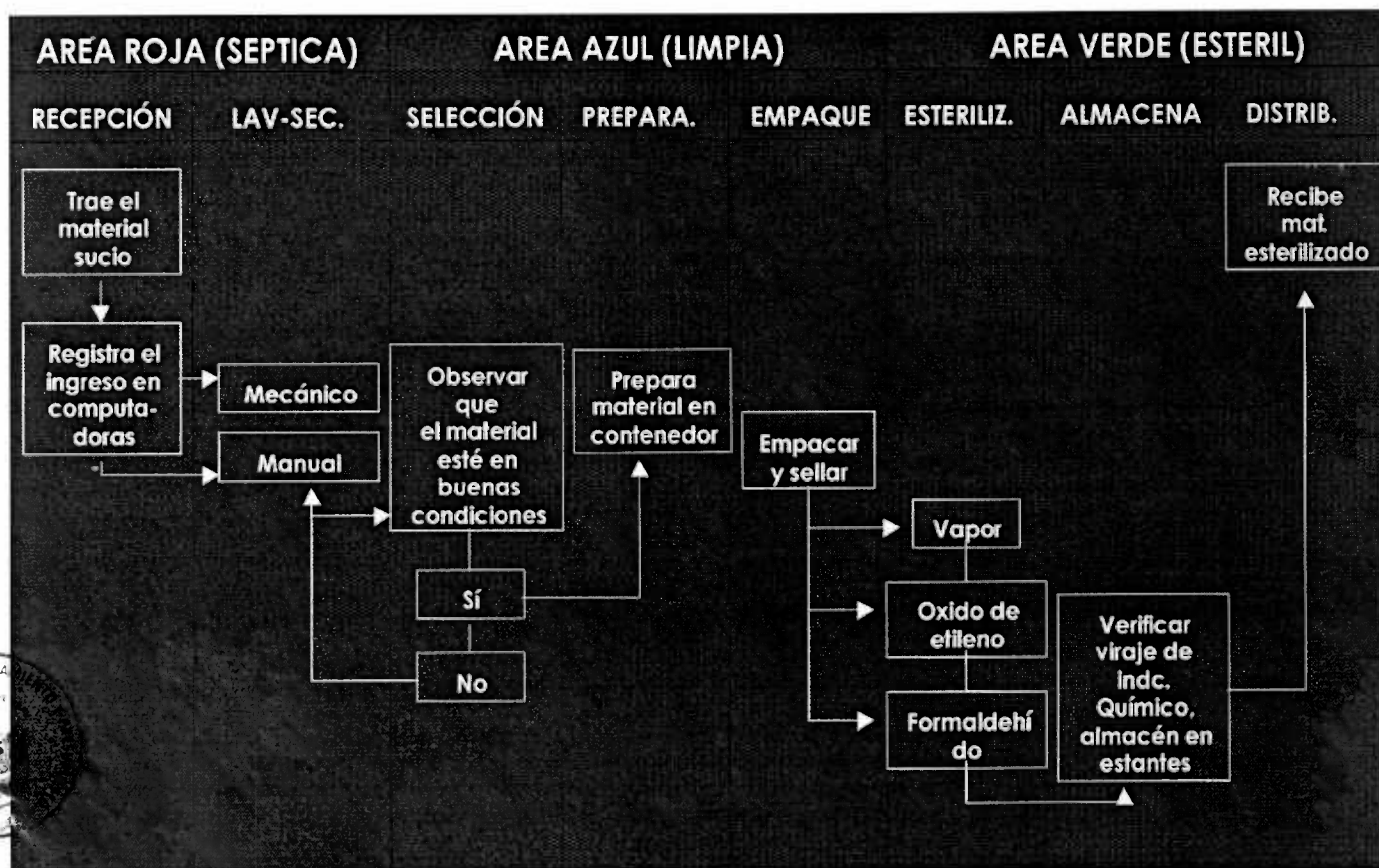 AREA ROJA (SEPTICA)
AREA AZUL (LIMPIA)
AREA VERDE (ESTERIL)
RECEPCIÓN
LAV-SEC.
SELECCIÓN
PREPARA.
EMPAQUE
ESTERILIZ.
ALMACENA
DISTRIB.
Trae el
material
sucio
Registra el
ingreso en
computa-
doras
Mecánico
Manual
Observar
que
el material
esté en
buenas
condiciones
Sí
No
Prepara
material en
contenedor
Empacar
y sellar
Vapor
Oxido de
etileno
Formaldehí
do
Verificar
viraje de
indc.
Químico,
almacén en
estantes
Recibe
mat.
esterilizado